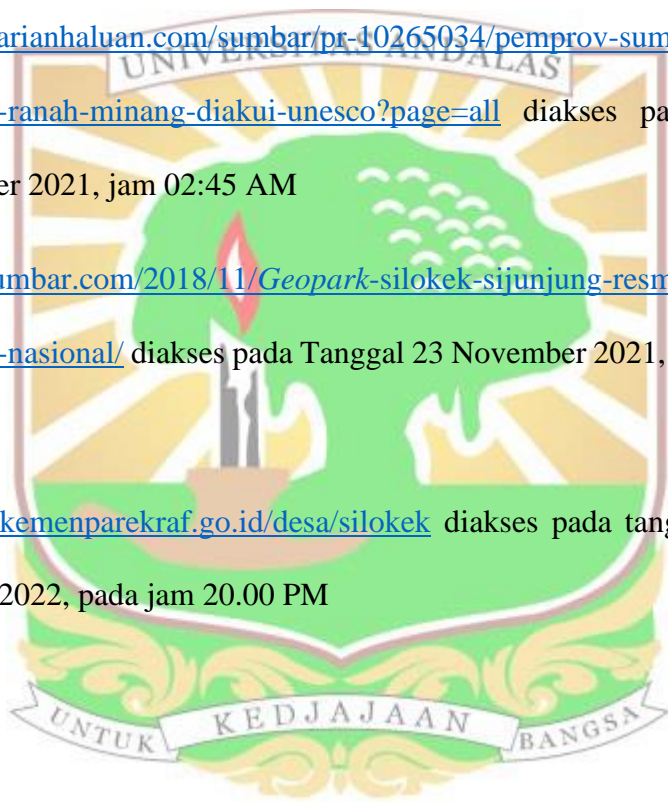 arianhaluan.com/sumbar/pr-10265034/pemprov-sum
UNIVERSITAS ANDALAS
-ranah-minang-diakui-unesco?page=all diakses pa
er 2021, jam 02:45 AM
umbar.com/2018/11/Geopark-silokek-sijunjung-resm
-nasional/ diakses pada Tanggal 23 November 2021,
kemenparekraf.go.id/desa/silokek diakses pada tang
2022, pada jam 20.00 PM
UNTUK KEDJAJAAN BANGSA